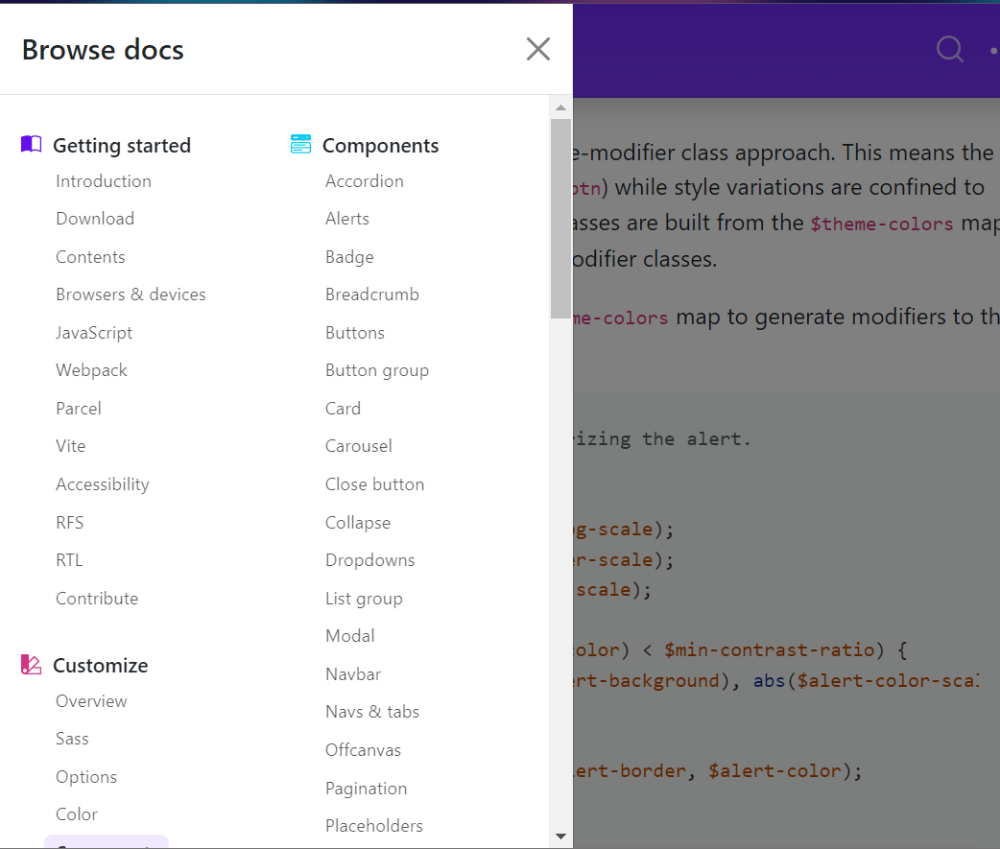 Browse docs
Getting started
Introduction
Download
Contents
Browsers & devices
JavaScript
Webpack
Parcel
Vite
Accessibility
RFS
RTL
Contribute
Customize
Overview
Sass
Options
Color
Components
Accordion
Alerts
Badge
Breadcrumb
Buttons
Button group
Card
Carousel
Close button
Collapse
Dropdowns
List group
Modal
Navbar
Navs & tabs
Offcanvas
Pagination
Placeholders
e-modifier class approach. This means the
btn) while style variations are confined to
asses are built from the $theme-colors map
odifier classes.
me-colors map to generate modifiers to th
rizing the alert.
g-scale);
er-scale);
scale);
color) < $min-contrast-ratio) {
ert-background), abs($alert-color-scal
lert-border, $alert-color);